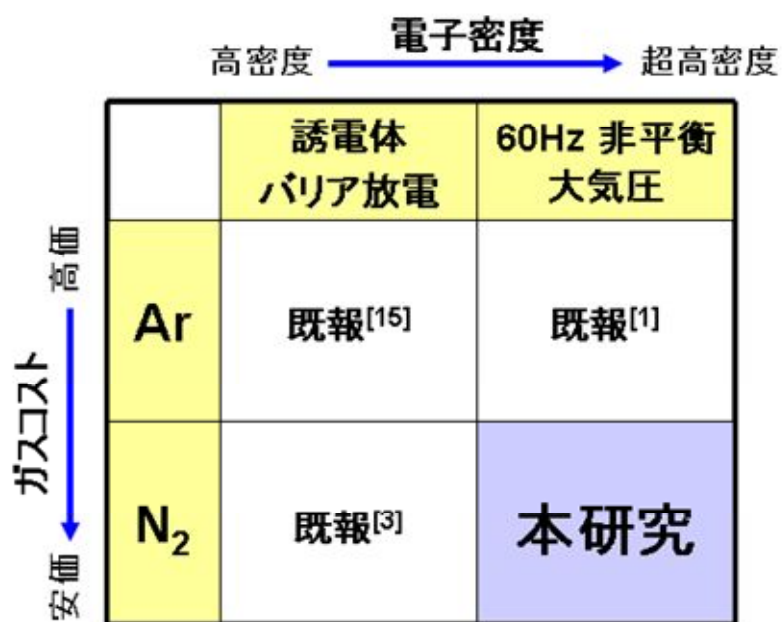 電子密度
高密度 超高密度
誘電体
バリア放電
60Hz 非平衡
大気圧
高価
ガスコスト
安価
Ar
既報[15]
既報[1]
N2
既報[3]
本研究